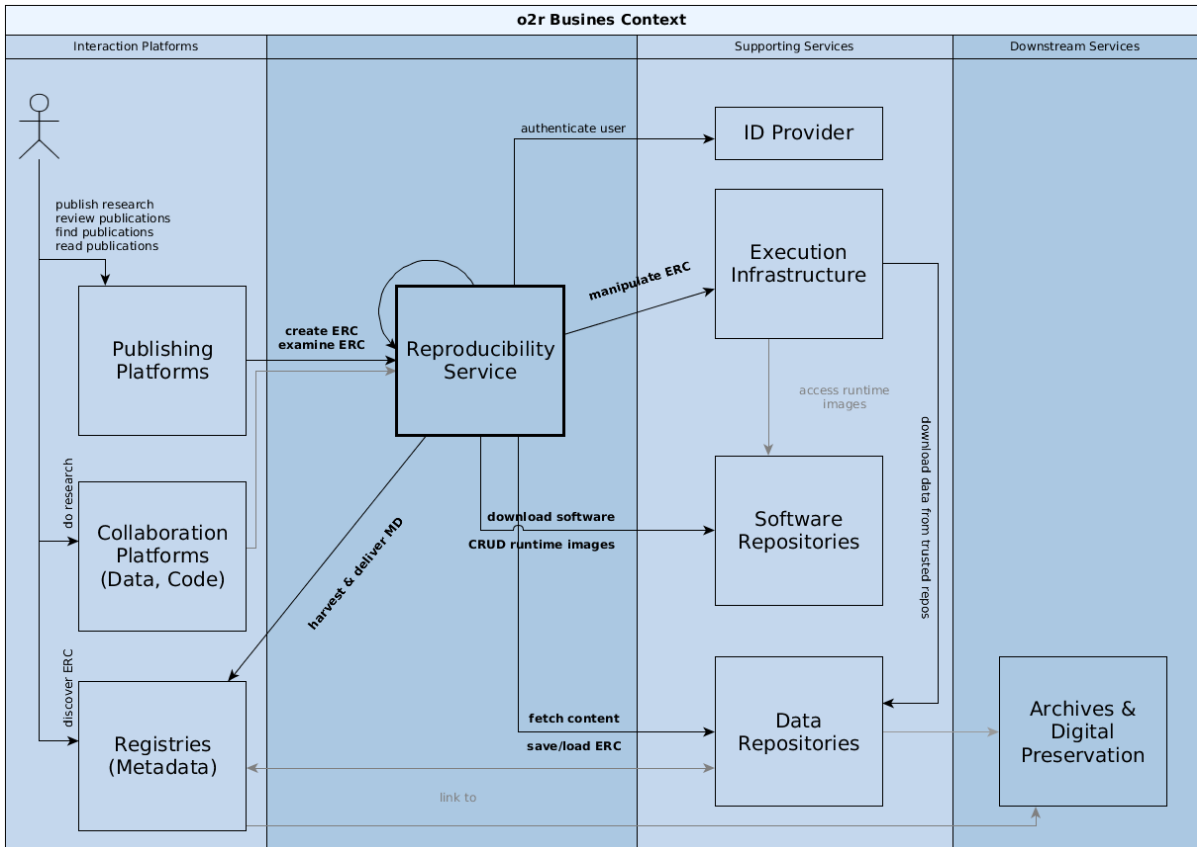 o2r Busines Context
Interaction Platforms
Supporting Services
Downstream Services
authenticate user
ID Provider
publish research
review publications
find publications
read publications
Execution
Infrastructure
manipulate ERC
create ERC
examine ERC
Publishing
Platforms
Reproducibility
Service
access runtime
images
download data from trusted repos
do research
Collaboration
Platforms
(Data, Code)
harvest & deliver MD
download software
CRUD runtime images
Software
Repositories
discover ERC
Registries
(Metadata)
fetch content
save/load ERC
Data
Repositories
Archives &
Digital
Preservation
link to